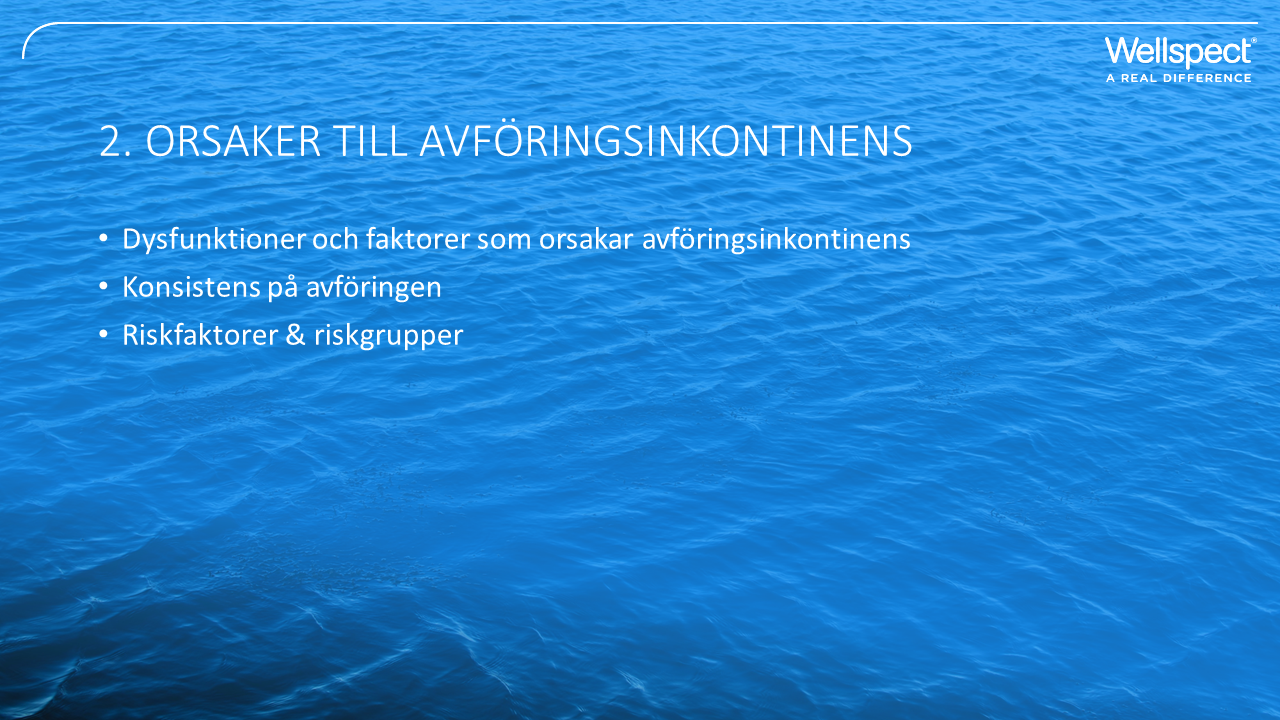 Wellspect®
A REAL DIFFERENCE
2. ORSAKER TILL AVFÖRINGSINKONTINENS
• Dysfunktioner och faktorer som orsakar avföringsinkontinens
• Konsistens på avföringen
• Riskfaktorer & riskgrupper